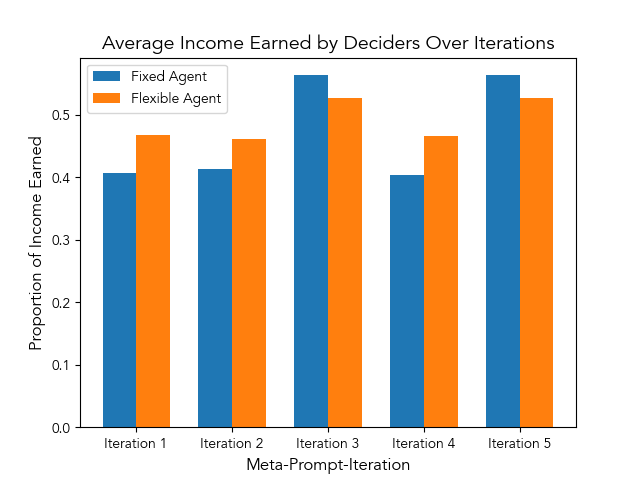 Average Income Earned by Deciders Over Iterations
Fixed Agent
Flexible Agent
Proportion of Income Earned
0.5
0.4
0.3
0.2
0.1
0.0
Iteration 1
Iteration 2
Iteration 3
Iteration 4
Iteration 5
Meta-Prompt-Iteration